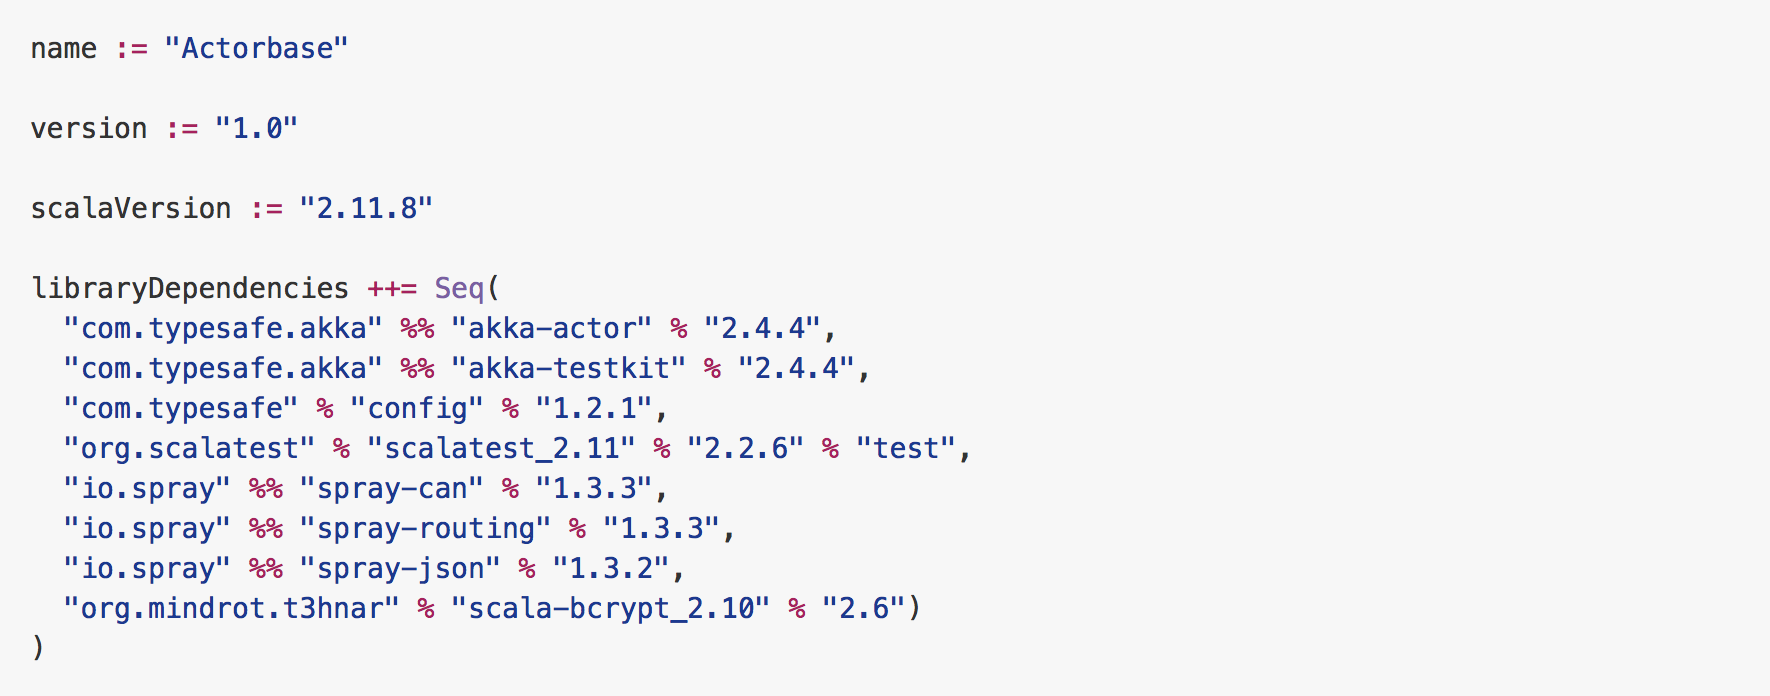 name := "Actorbase"
version := "1.0"
scalaVersion := "2.11.8"
libraryDependencies ++= Seq(
  "com.typesafe.akka" %% "akka-actor" % "2.4.4",
  "com.typesafe.akka" %% "akka-testkit" % "2.4.4",
  "com.typesafe" % "config" % "1.2.1",
  "org.scalatest" % "scalatest_2.11" % "2.2.6" % "test",
  "io.spray" %% "spray-can" % "1.3.3",
  "io.spray" %% "spray-routing" % "1.3.3",
  "io.spray" %% "spray-json" % "1.3.2",
  "org.mindrot.t3hnar" % "scala-bcrypt_2.10" % "2.6")
)